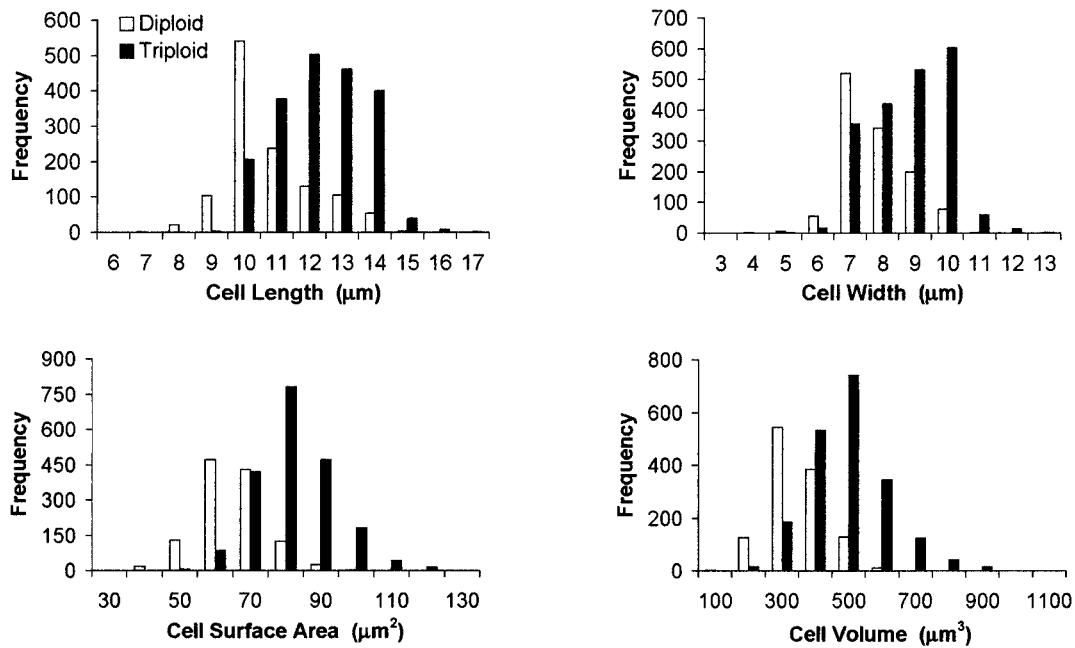 600
500
400
300
200
100
0
Frequency
Diploid
Triploid
6 7 8 9 10 11 12 13 14 15 16 17
Cell Length (µm)
700
600
500
400
300
200
100
0
Frequency
3 4 5 6 7 8 9 10 11 12 13
Cell Width (µm)
900
750
600
450
300
150
0
Frequency
30 50 70 90 110 130
Cell Surface Area (µm²)
800
600
400
200
0
Frequency
100 300 500 700 900 1100
Cell Volume (µm³)